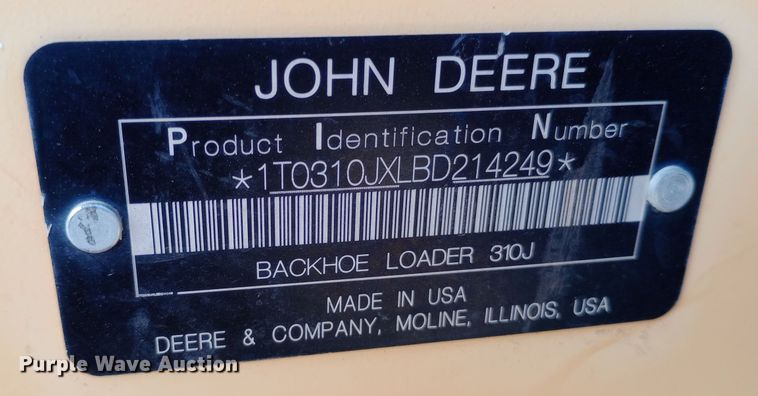 JOHN DEERE
Product Identification Number
*1T0310JXLBD214249*
BACKHOE LOADER 310J
MADE IN USA
DEERE & COMPANY, MOLINE, ILLINOIS, USA
Purple Wave Auction